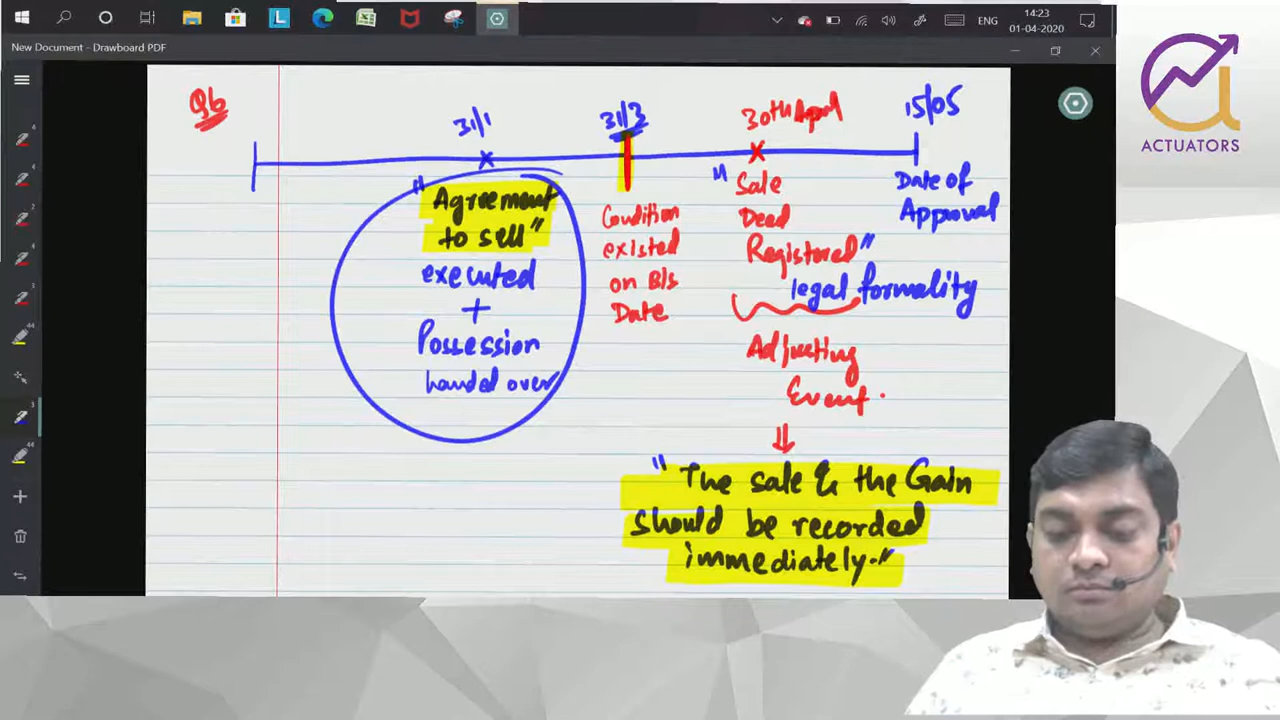 ENG
14:23
01-04-2020
New Document - Drawboard PDF
ACTUATORS
Q6
31/1
31/3
30th April
15/05
"Agreement
to sell"
executed
+
Possession
handed over
Condition
existed
on B/s
Date
"Sale
Deed
Registered"
legal formality
Adjusting
Event.
Date of
Approval
"The sale & the Gain
should be recorded
immediately."